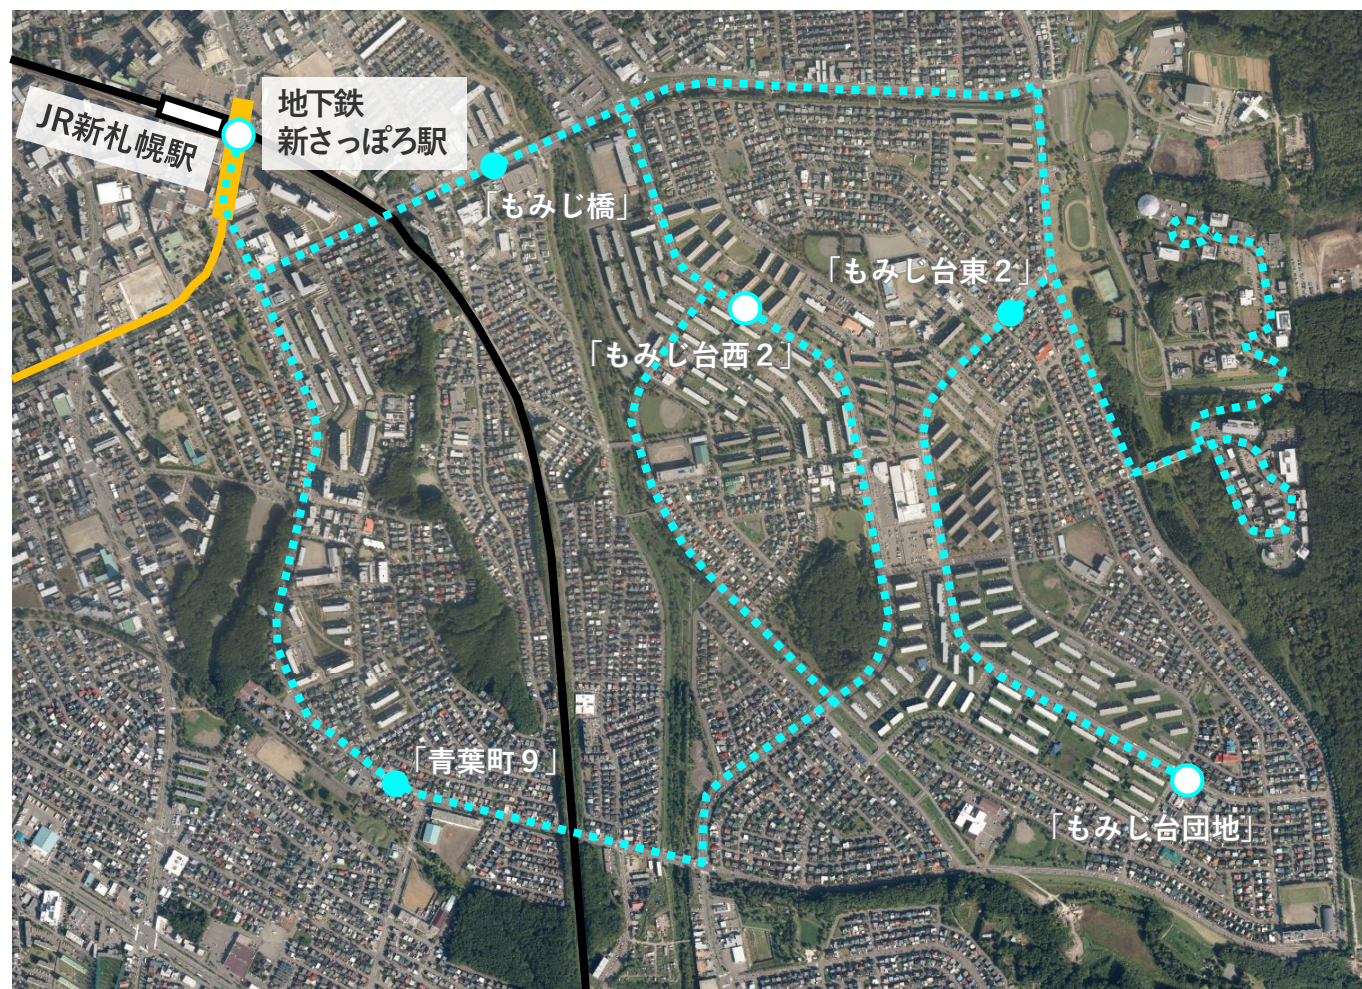 地下鉄
新さっぽろ駅
JR新札幌駅
「もみじ橋」
「もみじ台東２」
「もみじ台西２」
「青葉町９」
「もみじ台団地」